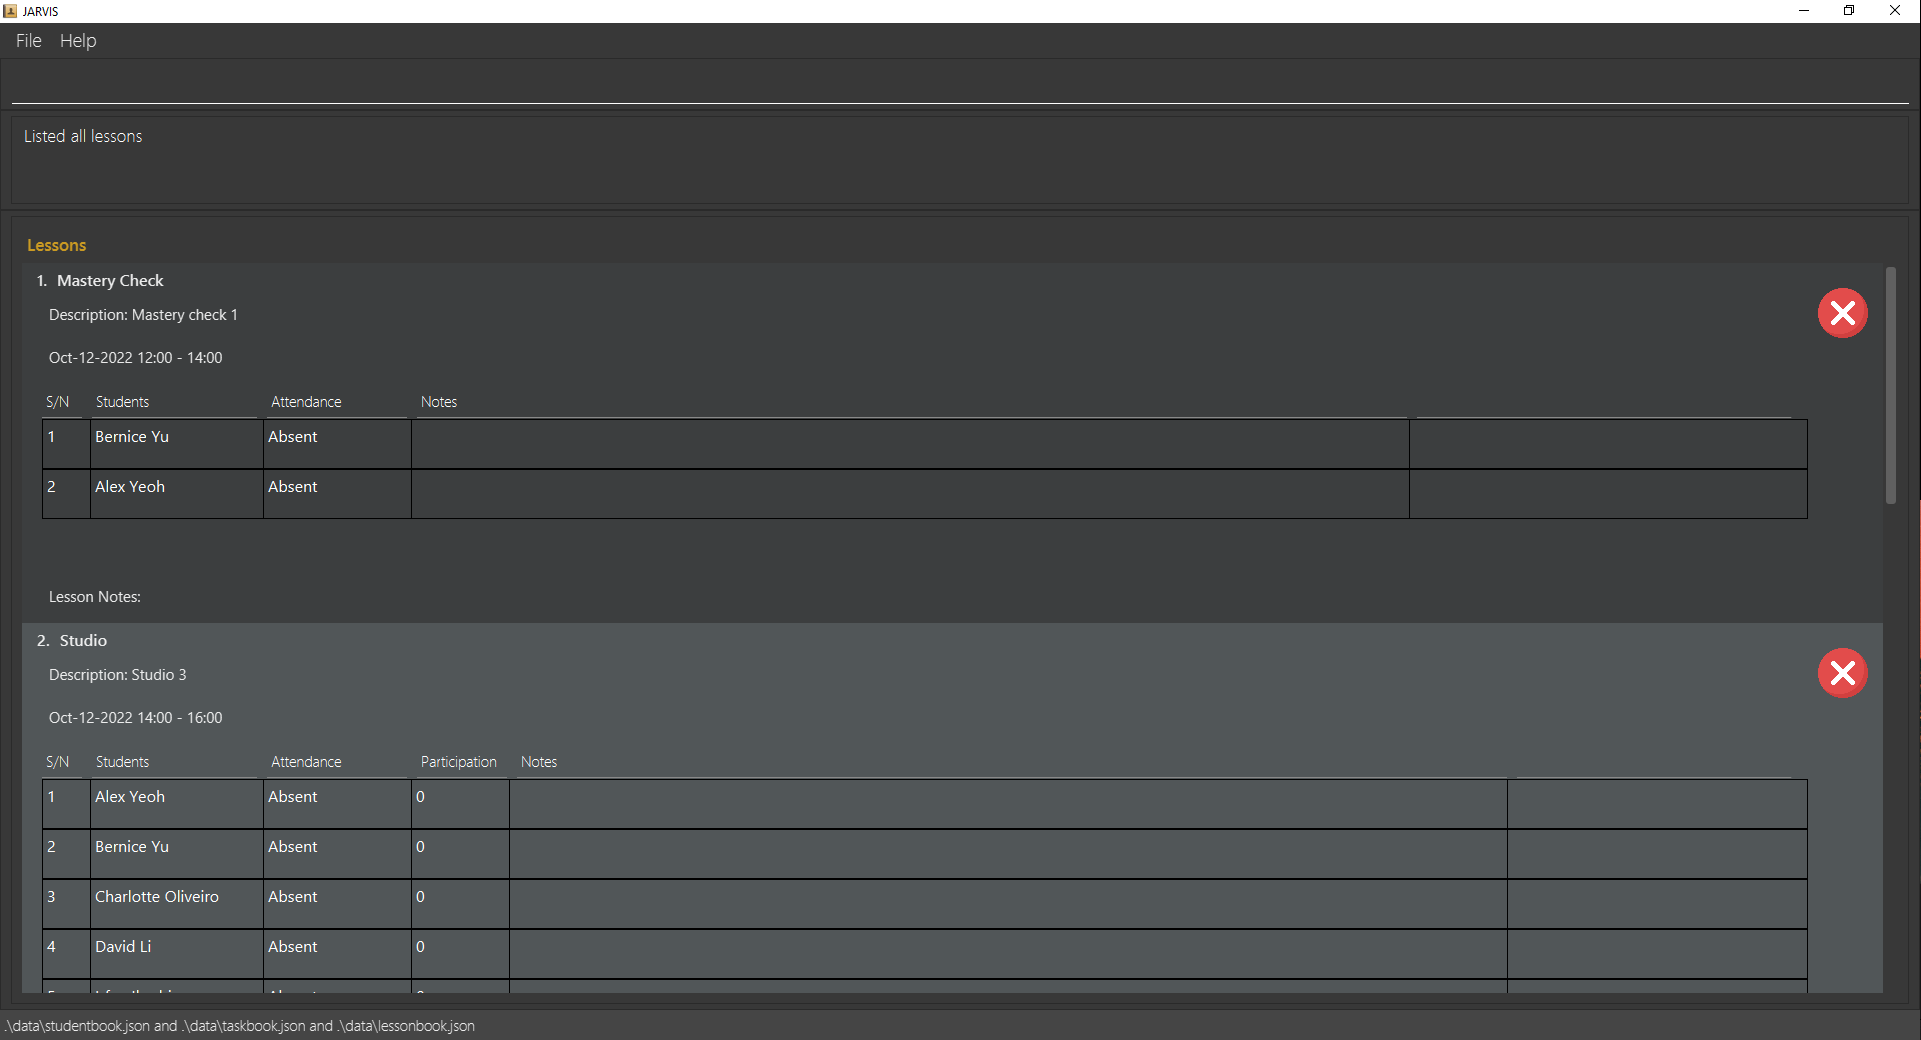 JARVIS
File Help
Listed all lessons
Lessons
1. Mastery Check
Description: Mastery check 1
Oct-12-2022 12:00 - 14:00
S/N Students Attendance Notes
1 Bernice Yu Absent
2 Alex Yeoh Absent
Lesson Notes:
2. Studio
Description: Studio 3
Oct-12-2022 14:00 - 16:00
S/N Students Attendance Participation Notes
1 Alex Yeoh Absent 0
2 Bernice Yu Absent 0
3 Charlotte Oliveiro Absent 0
4 David Li Absent 0
.\data\studentbook.json and .\data\taskbook.json and .\data\lessonbook.json